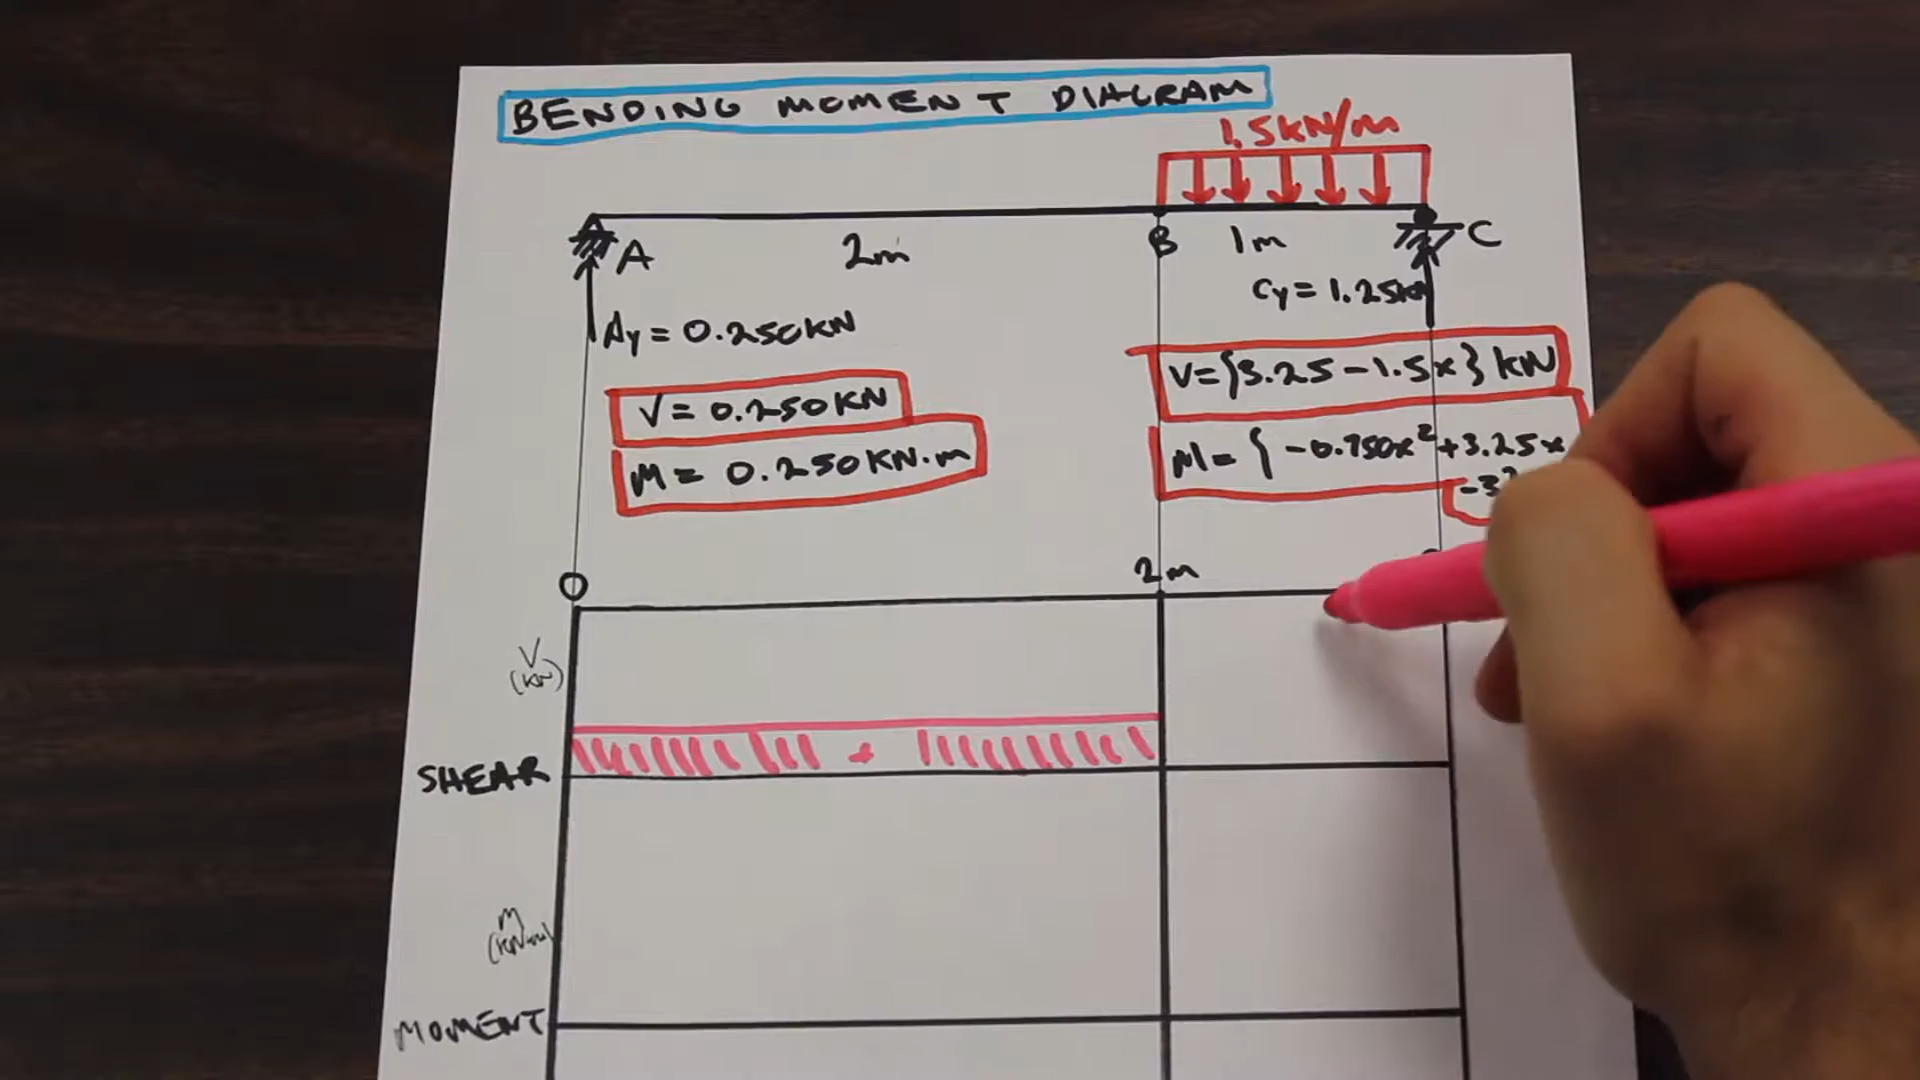 BENDING MOMENT DIAGRAM
1.5kN/m
A
2m
B
1m
C
Cy = 1.25kN
Ay = 0.250KN
V = 0.250KN
M = 0.250KN.m
V = {3.25 - 1.5x} KN
M = { -0.750x² + 3.25x
-3
0
2m
V
(KN)
+
SHEAR
M
(KN-m)
MOMENT